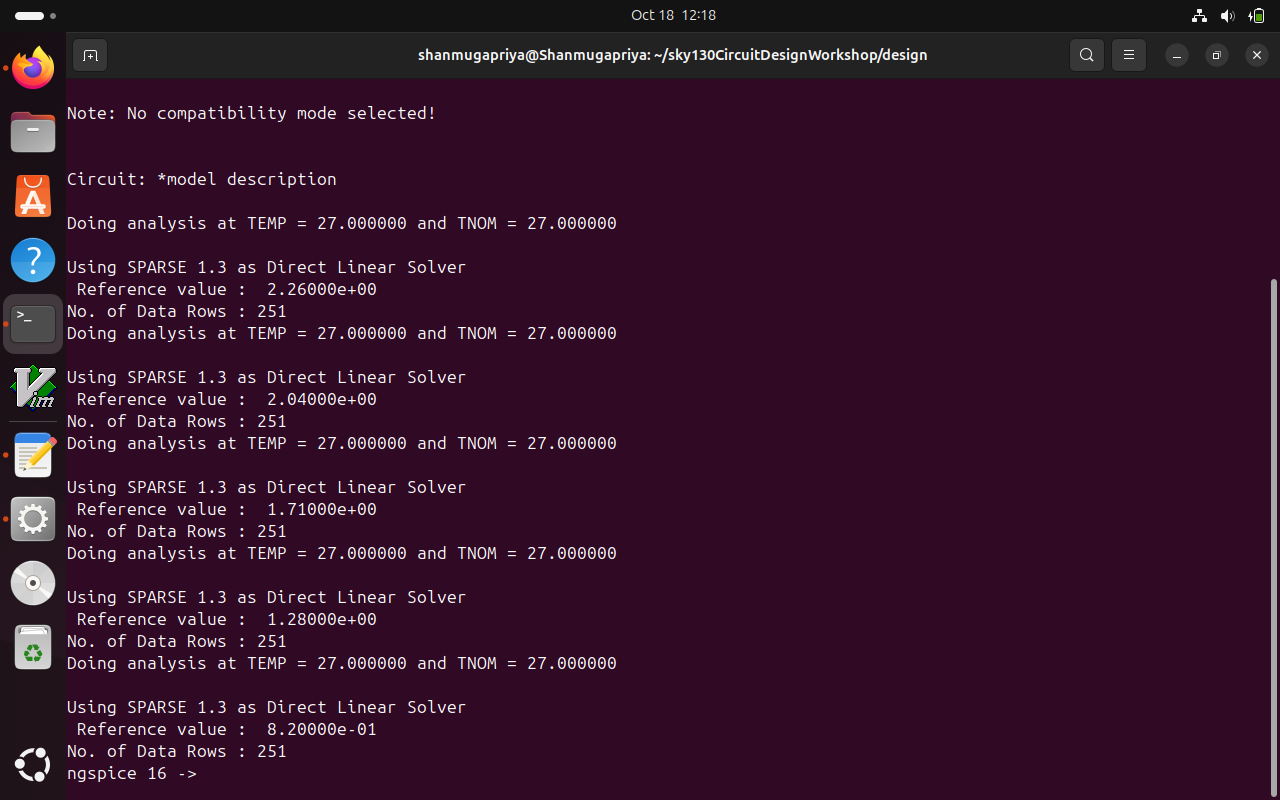 Oct 18 12:18
shanmugapriya@Shanmugapriya: ~/sky130CircuitDesignWorkshop/design
Note: No compatibility mode selected!
Circuit: *model description
Doing analysis at TEMP = 27.000000 and TNOM = 27.000000
Using SPARSE 1.3 as Direct Linear Solver
Reference value :  2.26000e+00
No. of Data Rows : 251
Doing analysis at TEMP = 27.000000 and TNOM = 27.000000
Using SPARSE 1.3 as Direct Linear Solver
Reference value :  2.04000e+00
No. of Data Rows : 251
Doing analysis at TEMP = 27.000000 and TNOM = 27.000000
Using SPARSE 1.3 as Direct Linear Solver
Reference value :  1.71000e+00
No. of Data Rows : 251
Doing analysis at TEMP = 27.000000 and TNOM = 27.000000
Using SPARSE 1.3 as Direct Linear Solver
Reference value :  1.28000e+00
No. of Data Rows : 251
Doing analysis at TEMP = 27.000000 and TNOM = 27.000000
Using SPARSE 1.3 as Direct Linear Solver
Reference value :  8.20000e-01
No. of Data Rows : 251
ngspice 16 ->